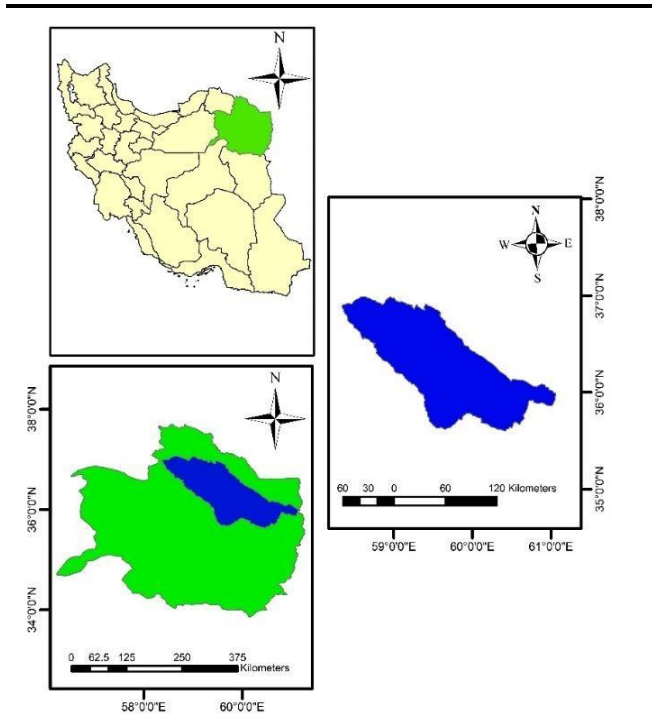 N
N
W E
S
38°0'0"N
37°0'0"N
36°0'0"N
35°0'0"N
60 30 0 60 120 Kilometers
59°0'0"E 60°0'0"E 61°0'0"E
N
38°0'0"N
36°0'0"N
34°0'0"N
0 62.5 125 250 375 Kilometers
58°0'0"E 60°0'0"E